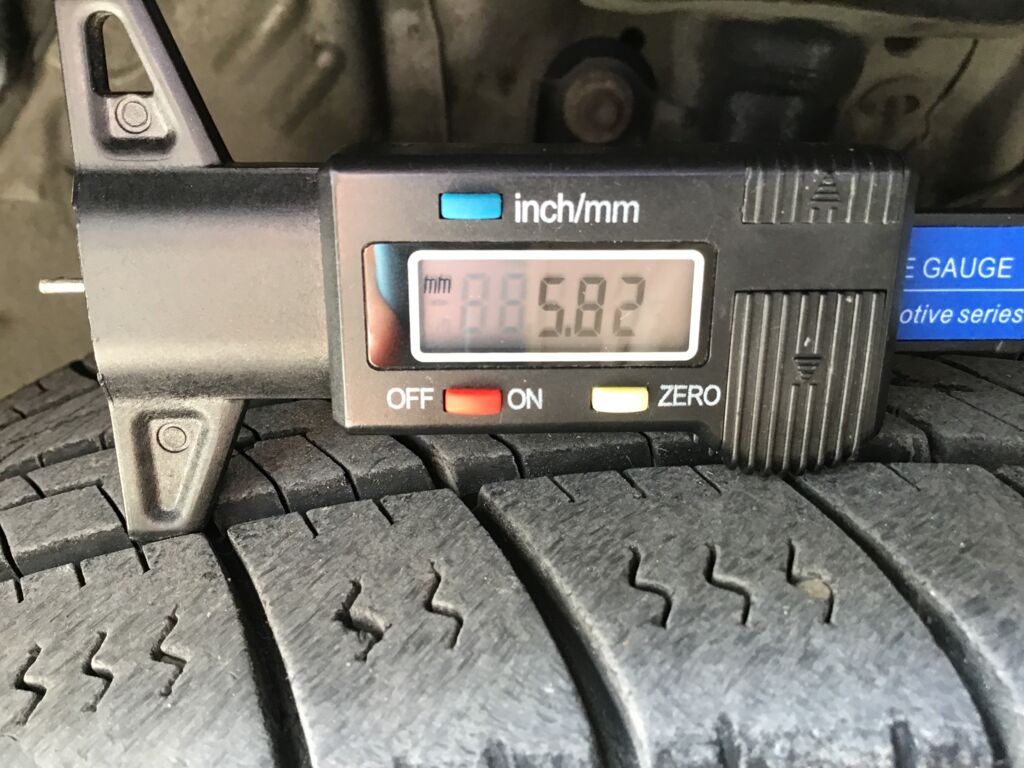 inch/mm
mm 5.82
OFF ON ZERO
E GAUGE
otive series